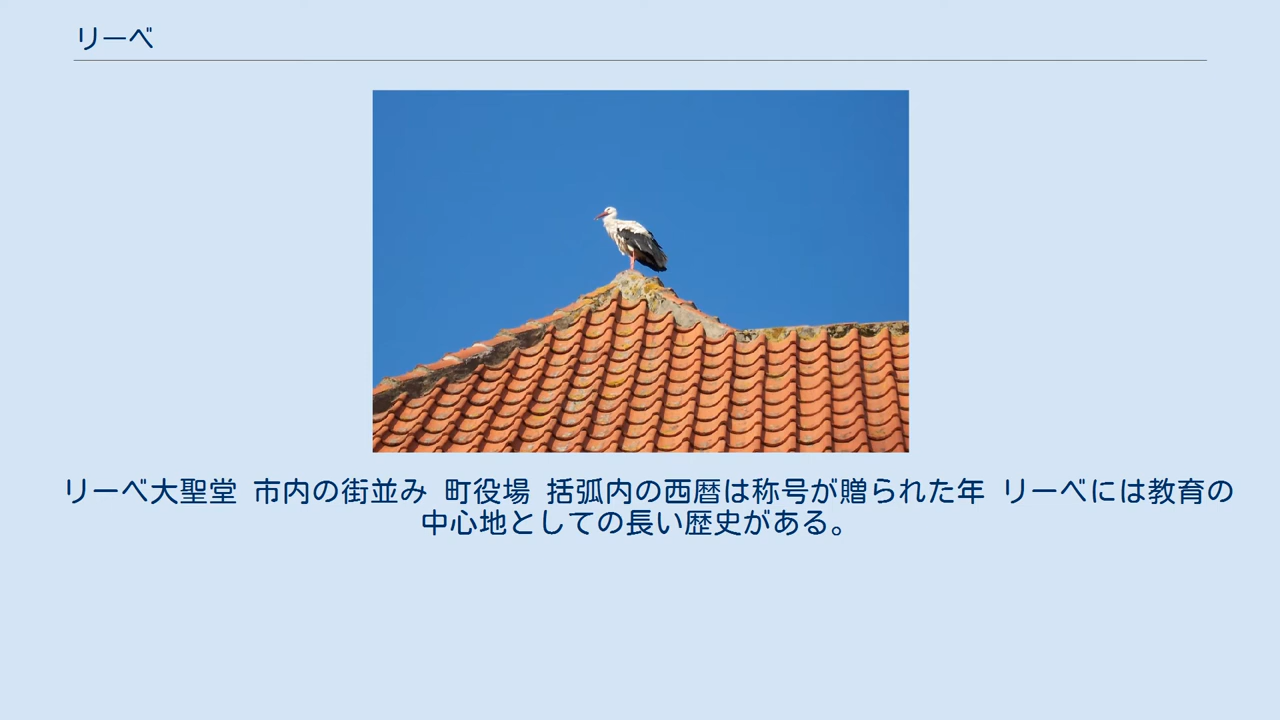 リーベ
リーベ大聖堂 市内の街並み 町役場 括弧内の西暦は称号が贈られた年 リーベには教育の
中心地としての長い歴史がある。